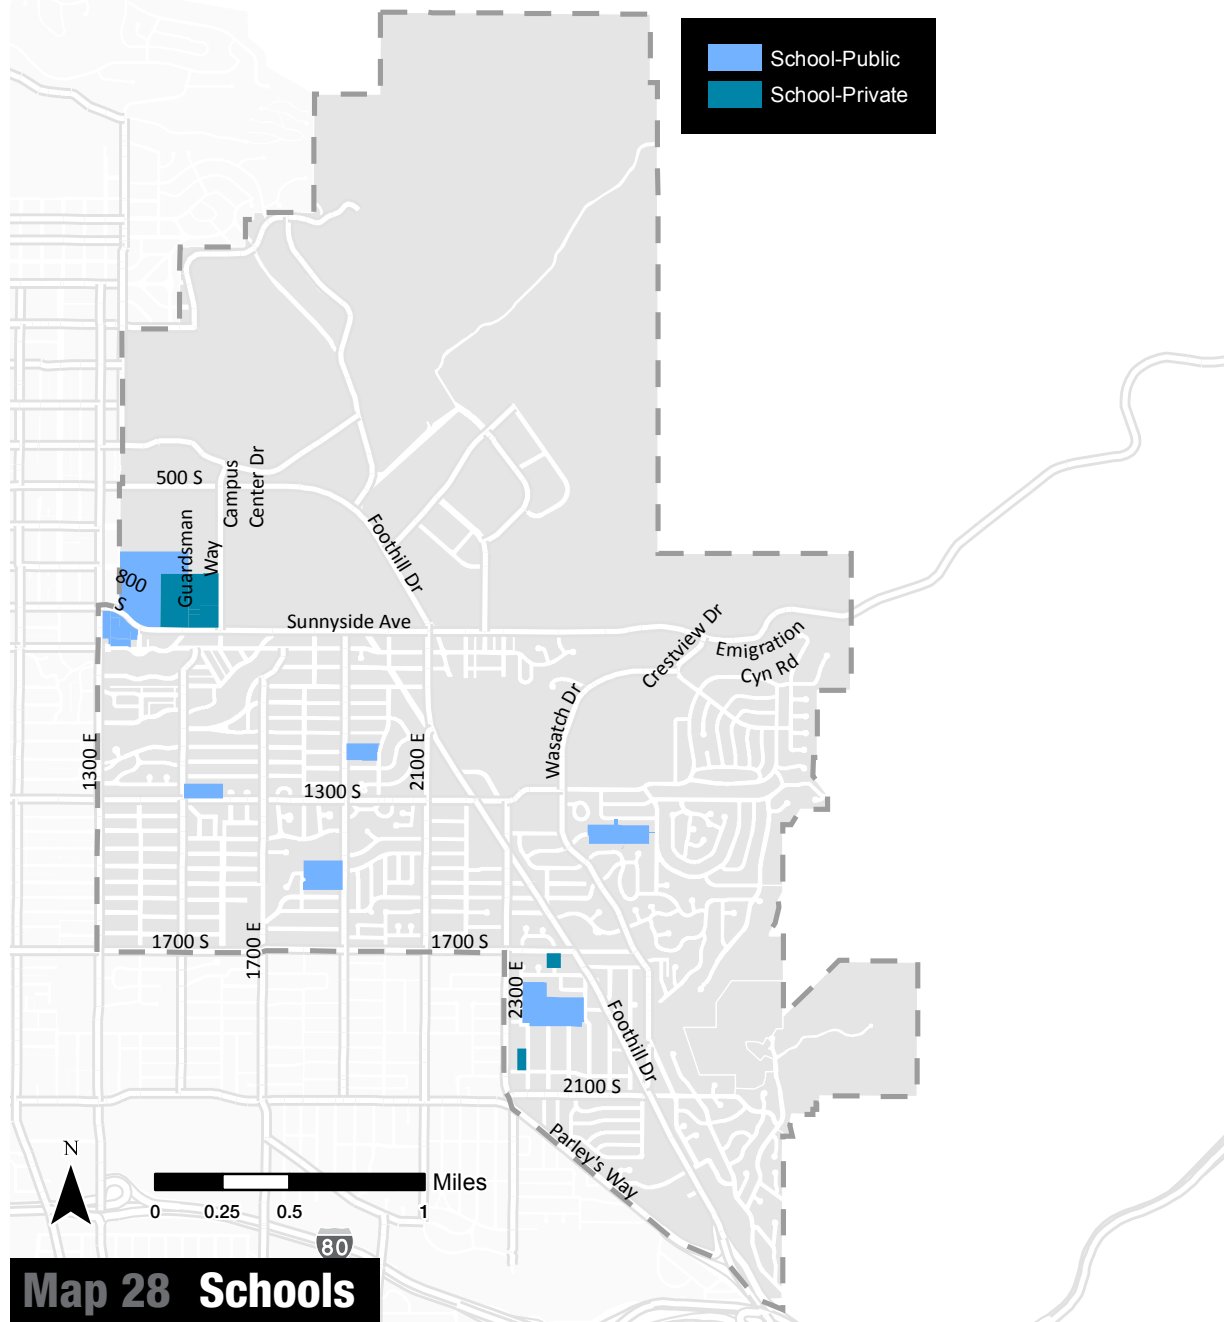 School-Public
School-Private
500 S
Campus
Center Dr
Guardsman
Way
Foothill Dr
800
S
Sunnyside Ave
Crestview Dr
Emigration
Cyn Rd
Wasatch Dr
1300 E
2100 E
1300 S
1700 S
1700 E
1700 S
2300 E
Foothill Dr
2100 S
Parley's Way
N
Miles
0 0.25 0.5 1
80
Map 28 Schools